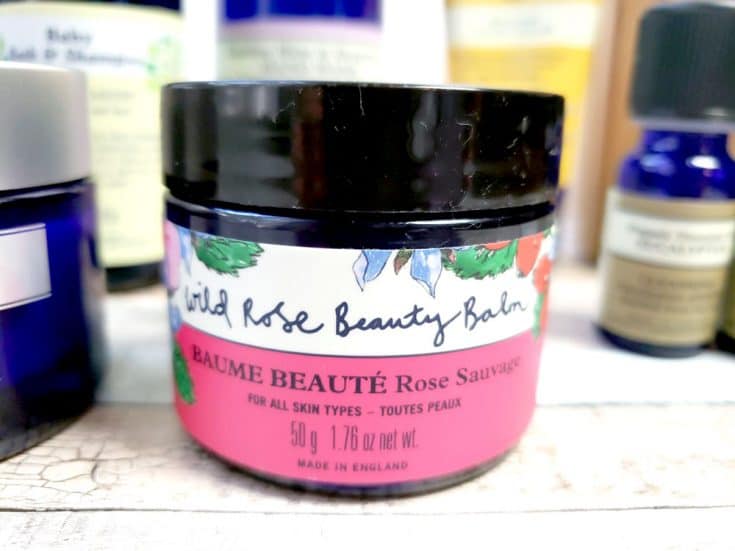 Baby
wild Rose Beauty Balm
BAUME BEAUTÉ Rose Sauvage
FOR ALL SKIN TYPES – TOUTES PEAUX
50 g 1.76 oz net wt.
MADE IN ENGLAND